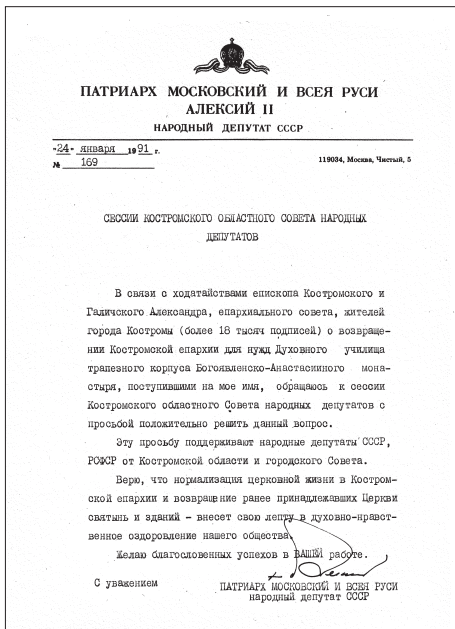 ПАТРИАРХ МОСКОВСКИЙ И ВСЕЯ РУСИ
АЛЕКСИЙ II
НАРОДНЫЙ ДЕПУТАТ СССР
"24" января 1991 г.
№ 169
119034, Москва, Чистый, 5
СЕССИИ КОСТРОМСКОГО ОБЛАСТНОГО СОВЕТА НАРОДНЫХ
ДЕПУТАТОВ
В связи с ходатайствами епископа Костромского и
Галичского Александра, епархиального совета, жителей
города Костромы (более 18 тысяч подписей) о возвраще-
нии Костромской епархии для нужд Духовного училища
трапезного корпуса Богоявленско-Анастасииного мона-
стыря, поступившими на мое имя, обращаюсь к сессии
Костромского областного Совета народных депутатов с
просьбой положительно решить данный вопрос.
Эту просьбу поддерживают народные депутаты СССР,
РСФСР от Костромской области и городского Совета.
Верю, что нормализация церковной жизни в Костром-
ской епархии и возвращение ранее принадлежавших Церкви
святынь и зданий - внесет свою лепту в духовно-нравст-
венное оздоровление нашего общества.
Желаю благословенных успехов в ВАШЕЙ работе.
С уважением
ПАТРИАРХ МОСКОВСКИЙ И ВСЕЯ РУСИ
народный депутат СССР